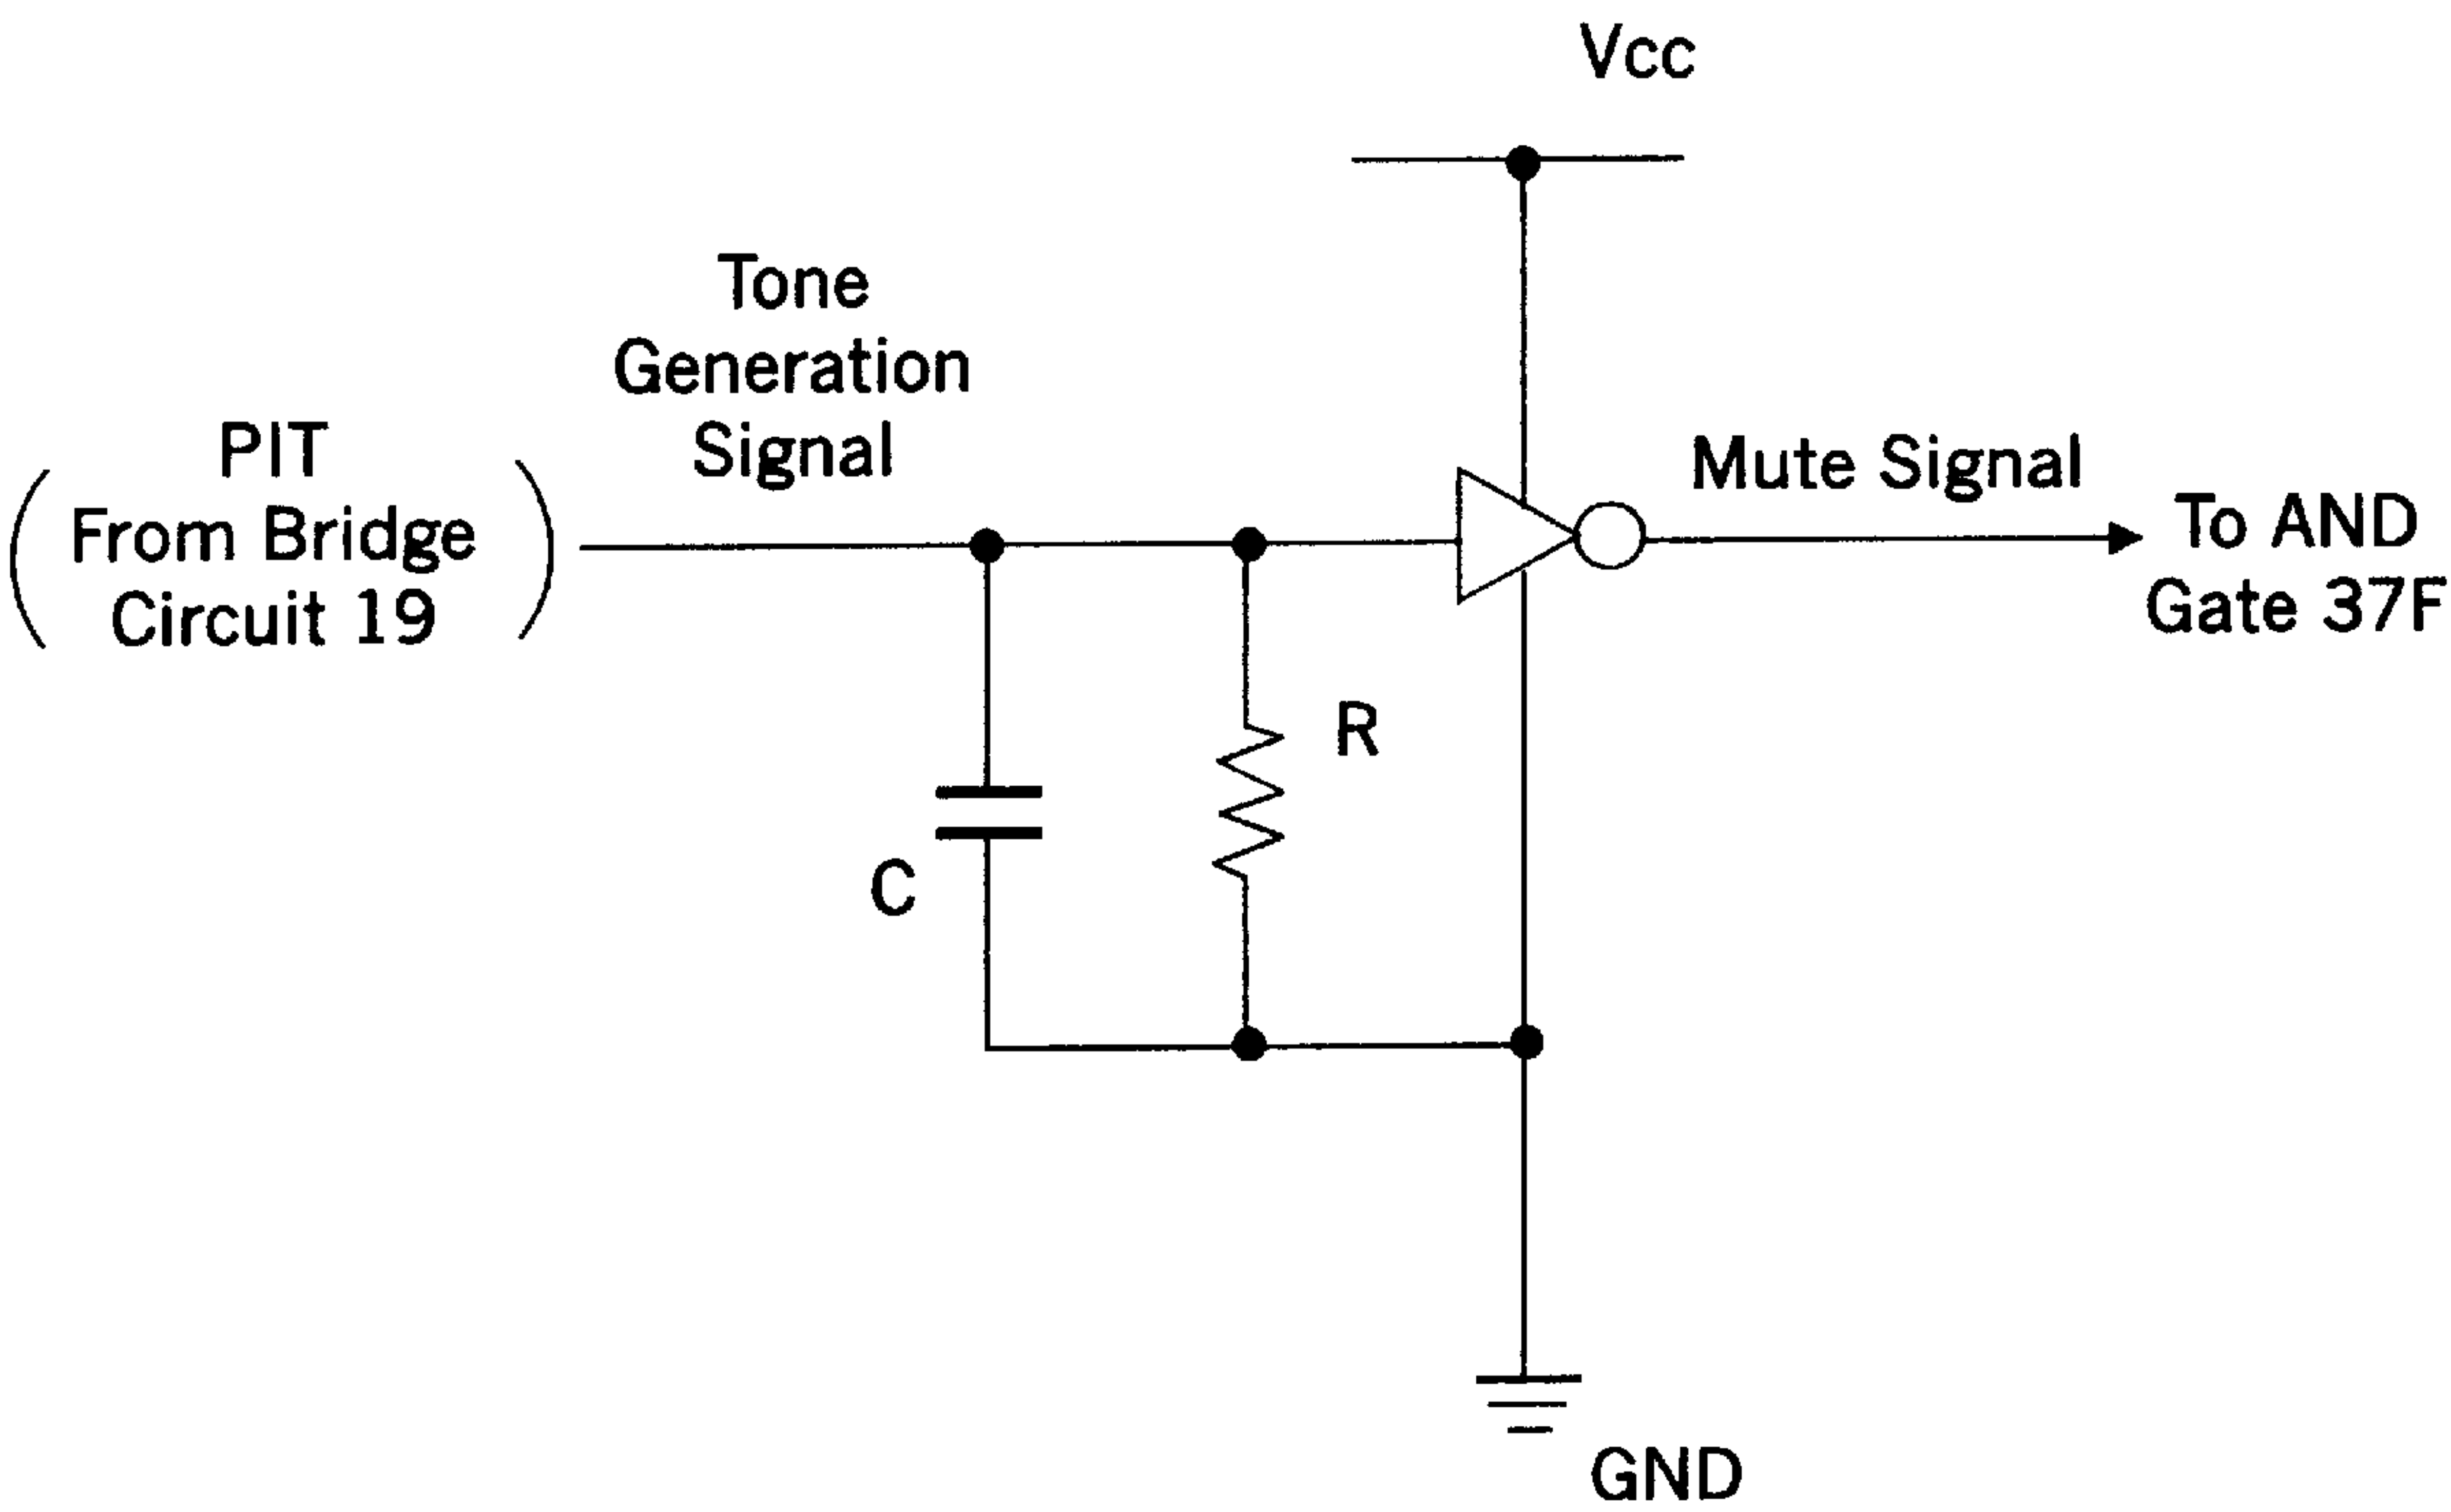 Vcc
Tone
Generation
Signal
PIT
From Bridge
Circuit 19
Mute Signal
To AND
Gate 37F
R
C
GND